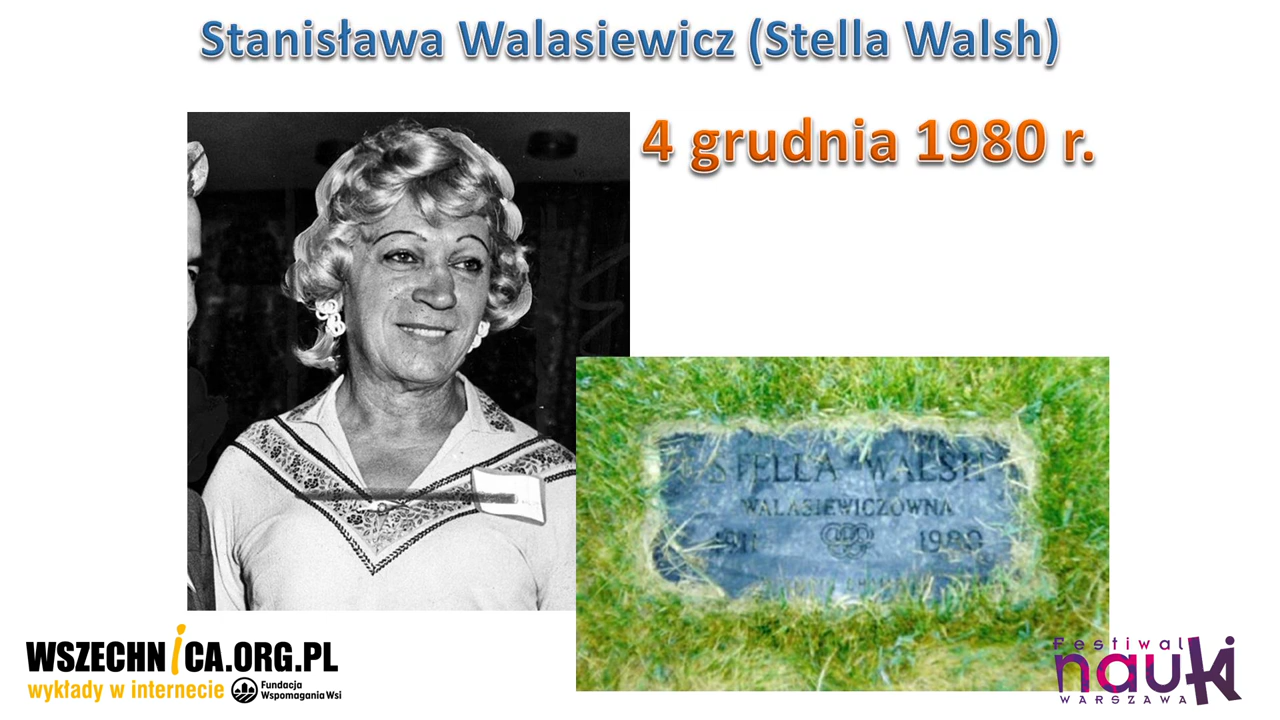 Stanisława Walasiewicz (Stella Walsh)
4 grudnia 1980 r.
STELLA WALSH
WALASIEWICZOWNA
1911 1980
WSZECHNICA.ORG.PL
wykłady w internecie
Fundacja
Wspomagania Wsi
Festiwal
nauki
WARSZAWA